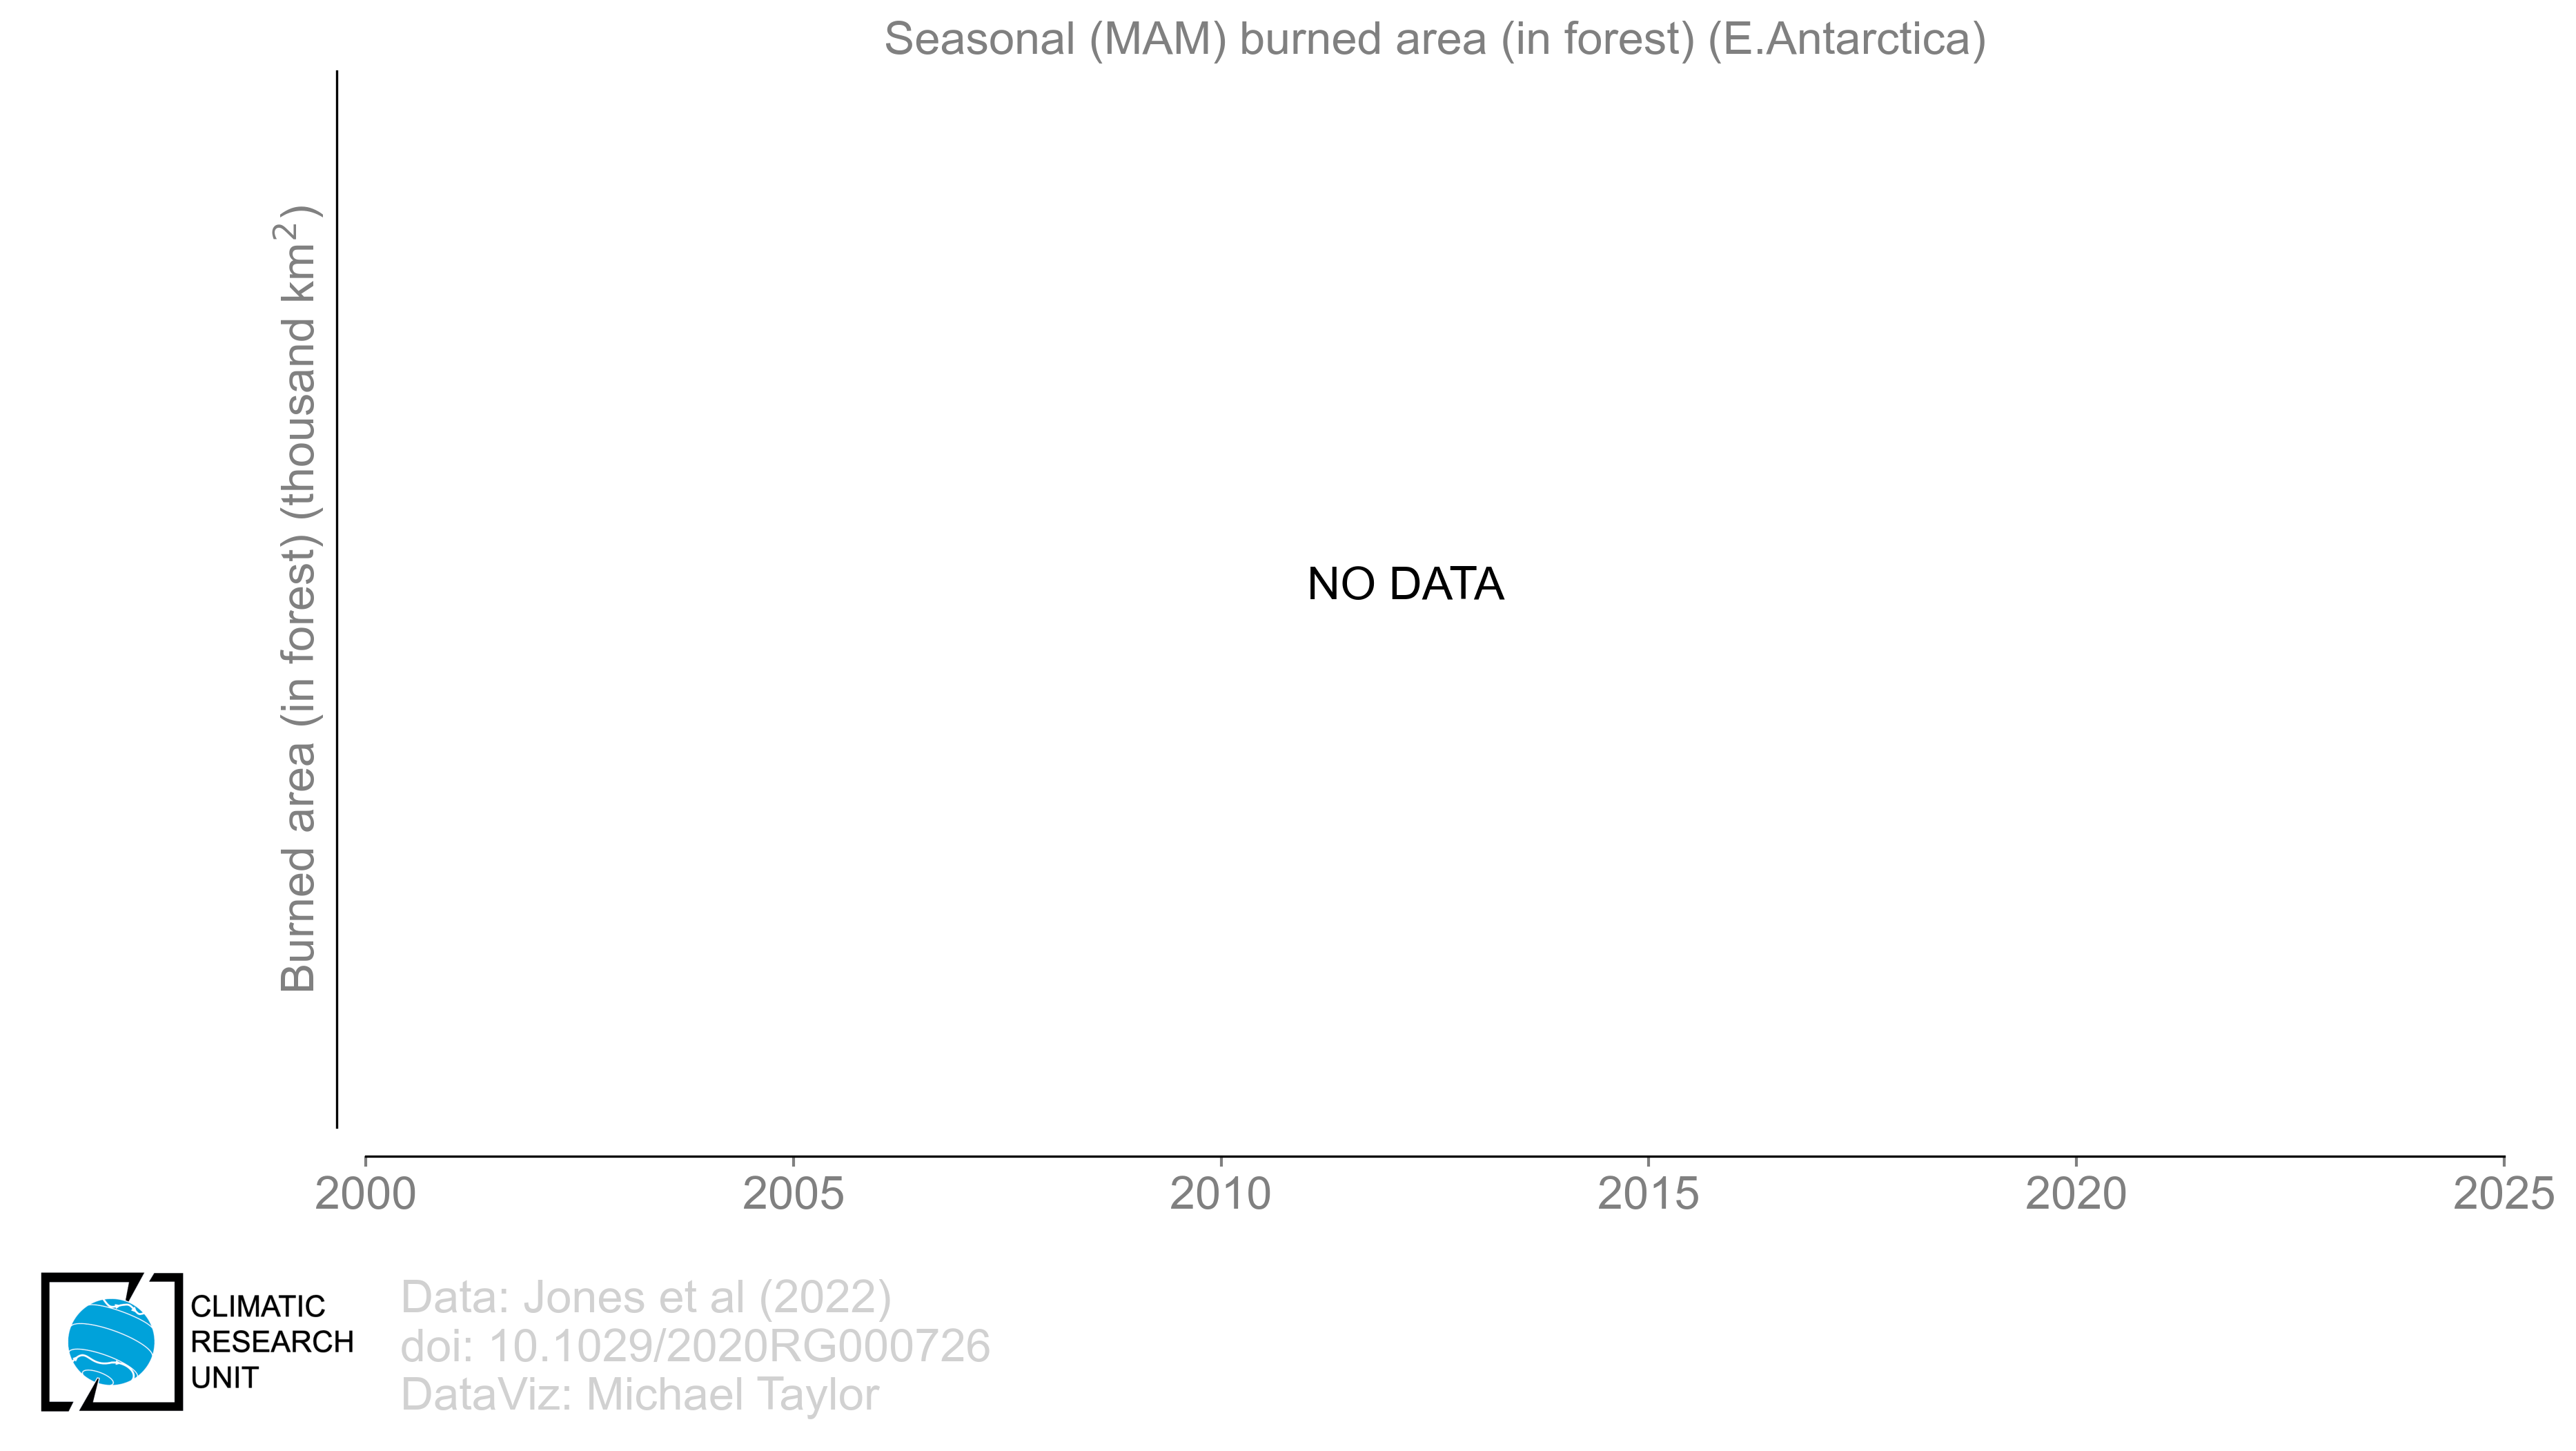 Seasonal (MAM) burned area (in forest) (E.Antarctica)
Burned area (in forest) (thousand km²)
NO DATA
2000 2005 2010 2015 2020 2025
CLIMATIC
RESEARCH
UNIT
Data: Jones et al (2022)
doi: 10.1029/2020RG000726
DataViz: Michael Taylor